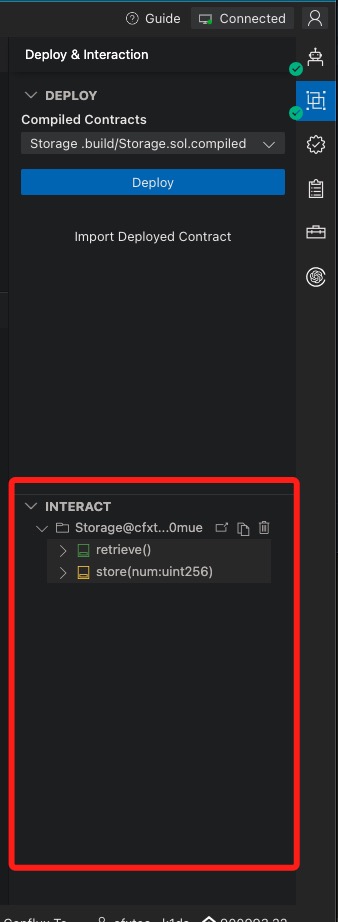 Guide
Connected
Deploy & Interaction
DEPLOY
Compiled Contracts
Storage .build/Storage.sol.compiled
Deploy
Import Deployed Contract
INTERACT
Storage@cfxt...0mue
retrieve()
store(num:uint256)